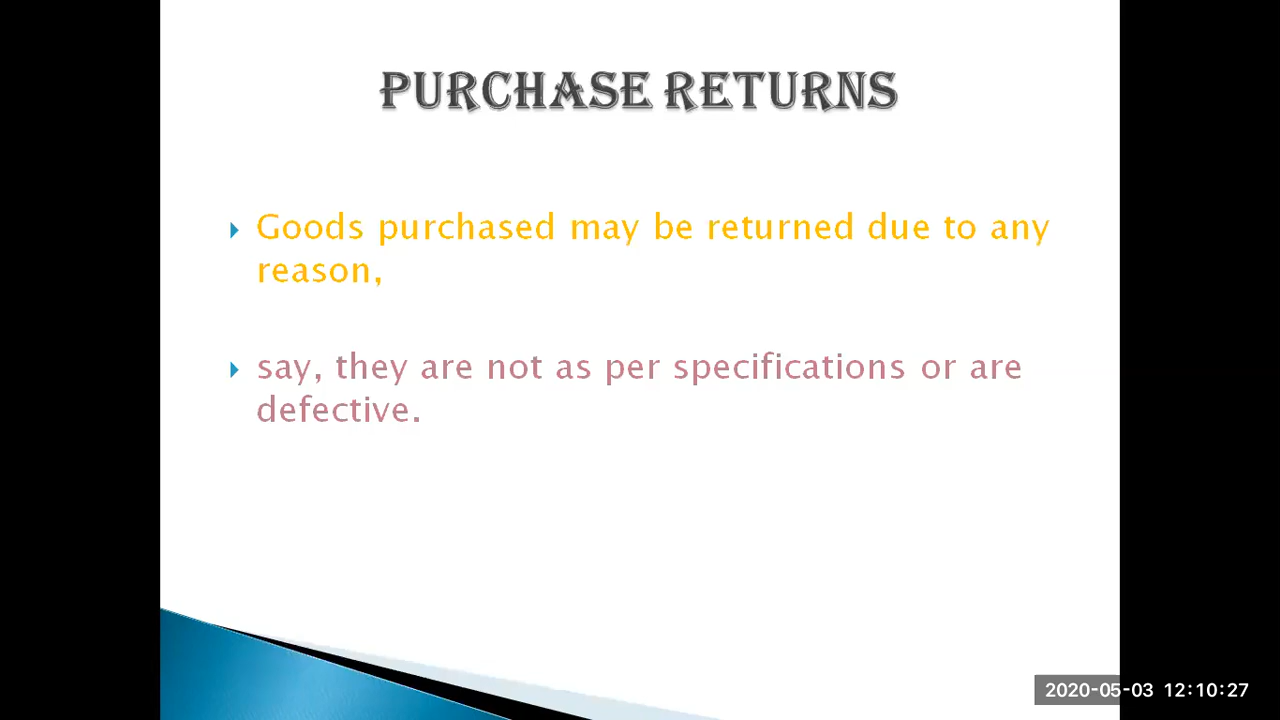 PURCHASE RETURNS
Goods purchased may be returned due to any
reason,
say, they are not as per specifications or are
defective.
2020-05-03 12:10:27